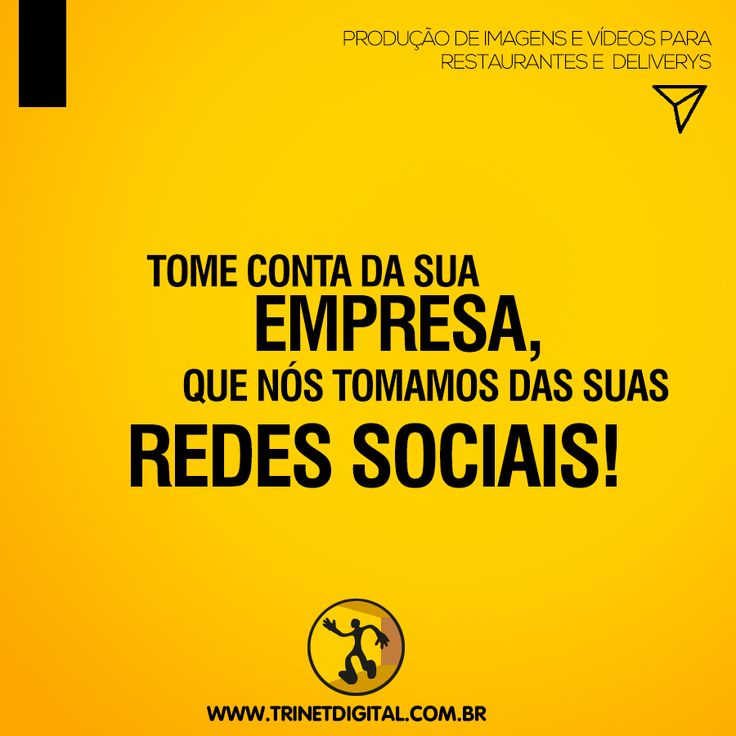 PRODUÇÃO DE IMAGENS E VÍDEOS PARA
RESTAURANTES E DELIVERYS
TOME CONTA DA SUA
EMPRESA,
QUE NÓS TOMAMOS DAS SUAS
REDES SOCIAIS!
WWW.TRINETDIGITAL.COM.BR